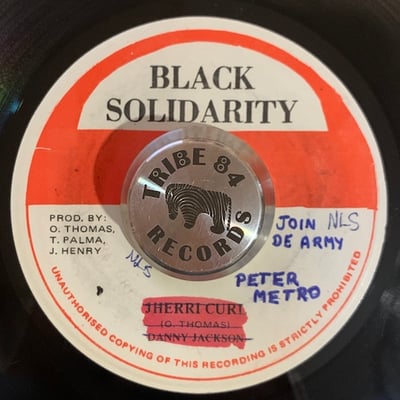 BLACK
SOLIDARITY
TRIBE 84
RECORDS
PROD. BY:
O. THOMAS,
T. PALMA,
J. HENRY
NLS
JOIN NLS
DE ARMY
PETER
METRO
JHERRI CURL
(O. THOMAS)
DANNY JACKSON
UNAUTHORISED COPYING OF THIS RECORDING IS STRICTLY PROHIBITED